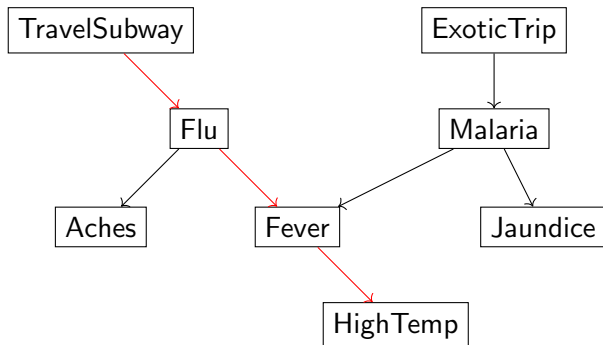 TravelSubway
ExoticTrip
Flu
Malaria
Aches
Fever
Jaundice
HighTemp